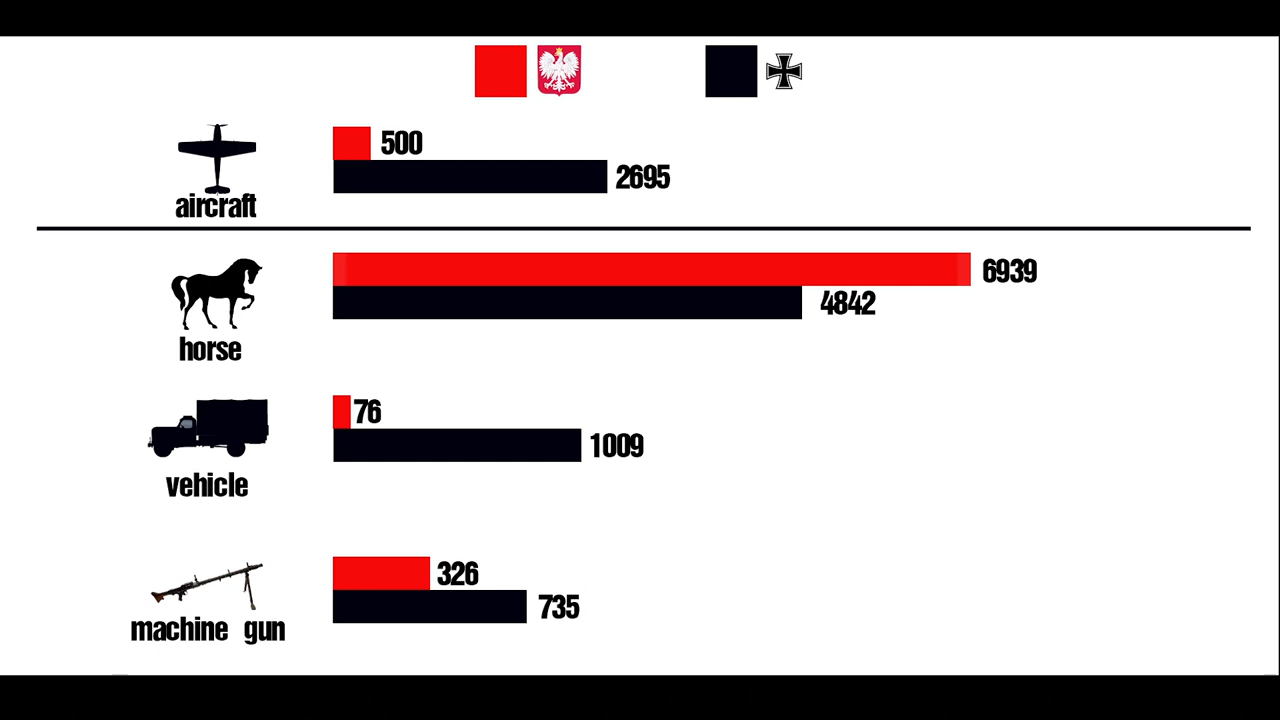 500
2695
aircraft
6939
4842
horse
76
1009
vehicle
326
735
machine gun